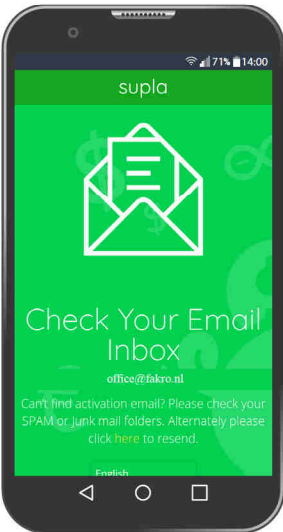 71% 14:00
supla
Check Your Email
Inbox
office@fakro.nl
Can't find activation email? Please check your
SPAM or Junk mail folders. Alternately please
click here to resend.
English